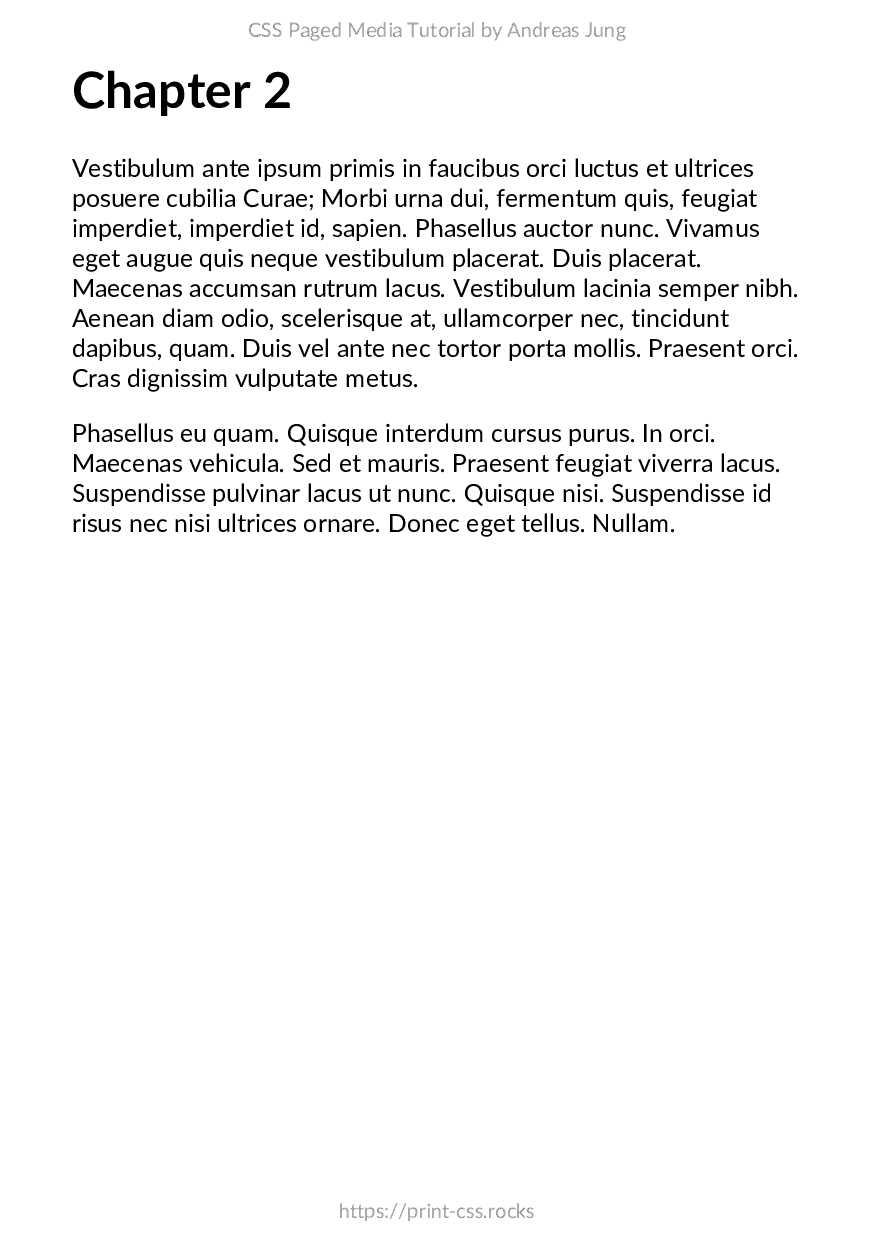 CSS Paged Media Tutorial by Andreas Jung
Chapter 2
Vestibulum ante ipsum primis in faucibus orci luctus et ultrices
posuere cubilia Curae; Morbi urna dui, fermentum quis, feugiat
imperdiet, imperdiet id, sapien. Phasellus auctor nunc. Vivamus
eget augue quis neque vestibulum placerat. Duis placerat.
Maecenas accumsan rutrum lacus. Vestibulum lacinia semper nibh.
Aenean diam odio, scelerisque at, ullamcorper nec, tincidunt
dapibus, quam. Duis vel ante nec tortor porta mollis. Praesent orci.
Cras dignissim vulputate metus.
Phasellus eu quam. Quisque interdum cursus purus. In orci.
Maecenas vehicula. Sed et mauris. Praesent feugiat viverra lacus.
Suspendisse pulvinar lacus ut nunc. Quisque nisi. Suspendisse id
risus nec nisi ultrices ornare. Donec eget tellus. Nullam.
https://print-css.rocks